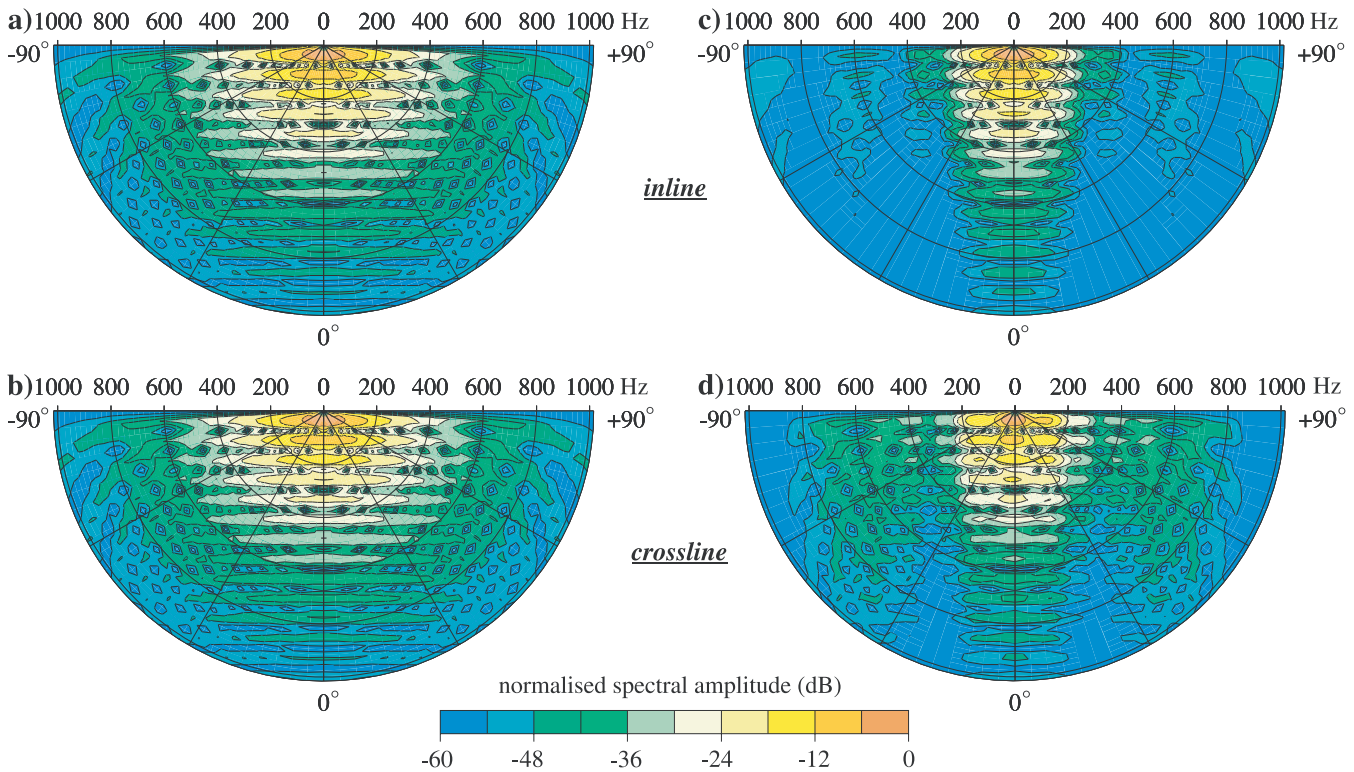 a) 1000 800 600 400 200 0 200 400 600 800 1000 Hz
-90° +90°
0°
c) 1000 800 600 400 200 0 200 400 600 800 1000 Hz
-90° +90°
0°
inline
b) 1000 800 600 400 200 0 200 400 600 800 1000 Hz
-90° +90°
0°
d) 1000 800 600 400 200 0 200 400 600 800 1000 Hz
-90° +90°
0°
crossline
normalised spectral amplitude (dB)
-60 -48 -36 -24 -12 0